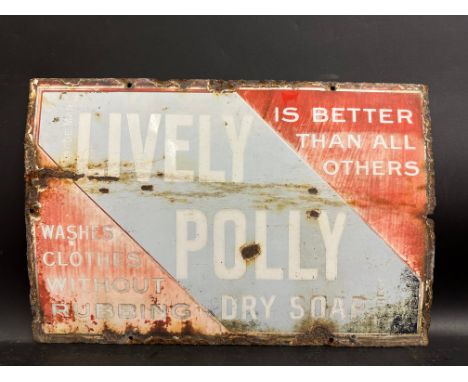 LIVELY
POLLY
DRY SOAP
IS BETTER
THAN ALL
OTHERS
WASHES
CLOTHES
WITHOUT
RUBBING